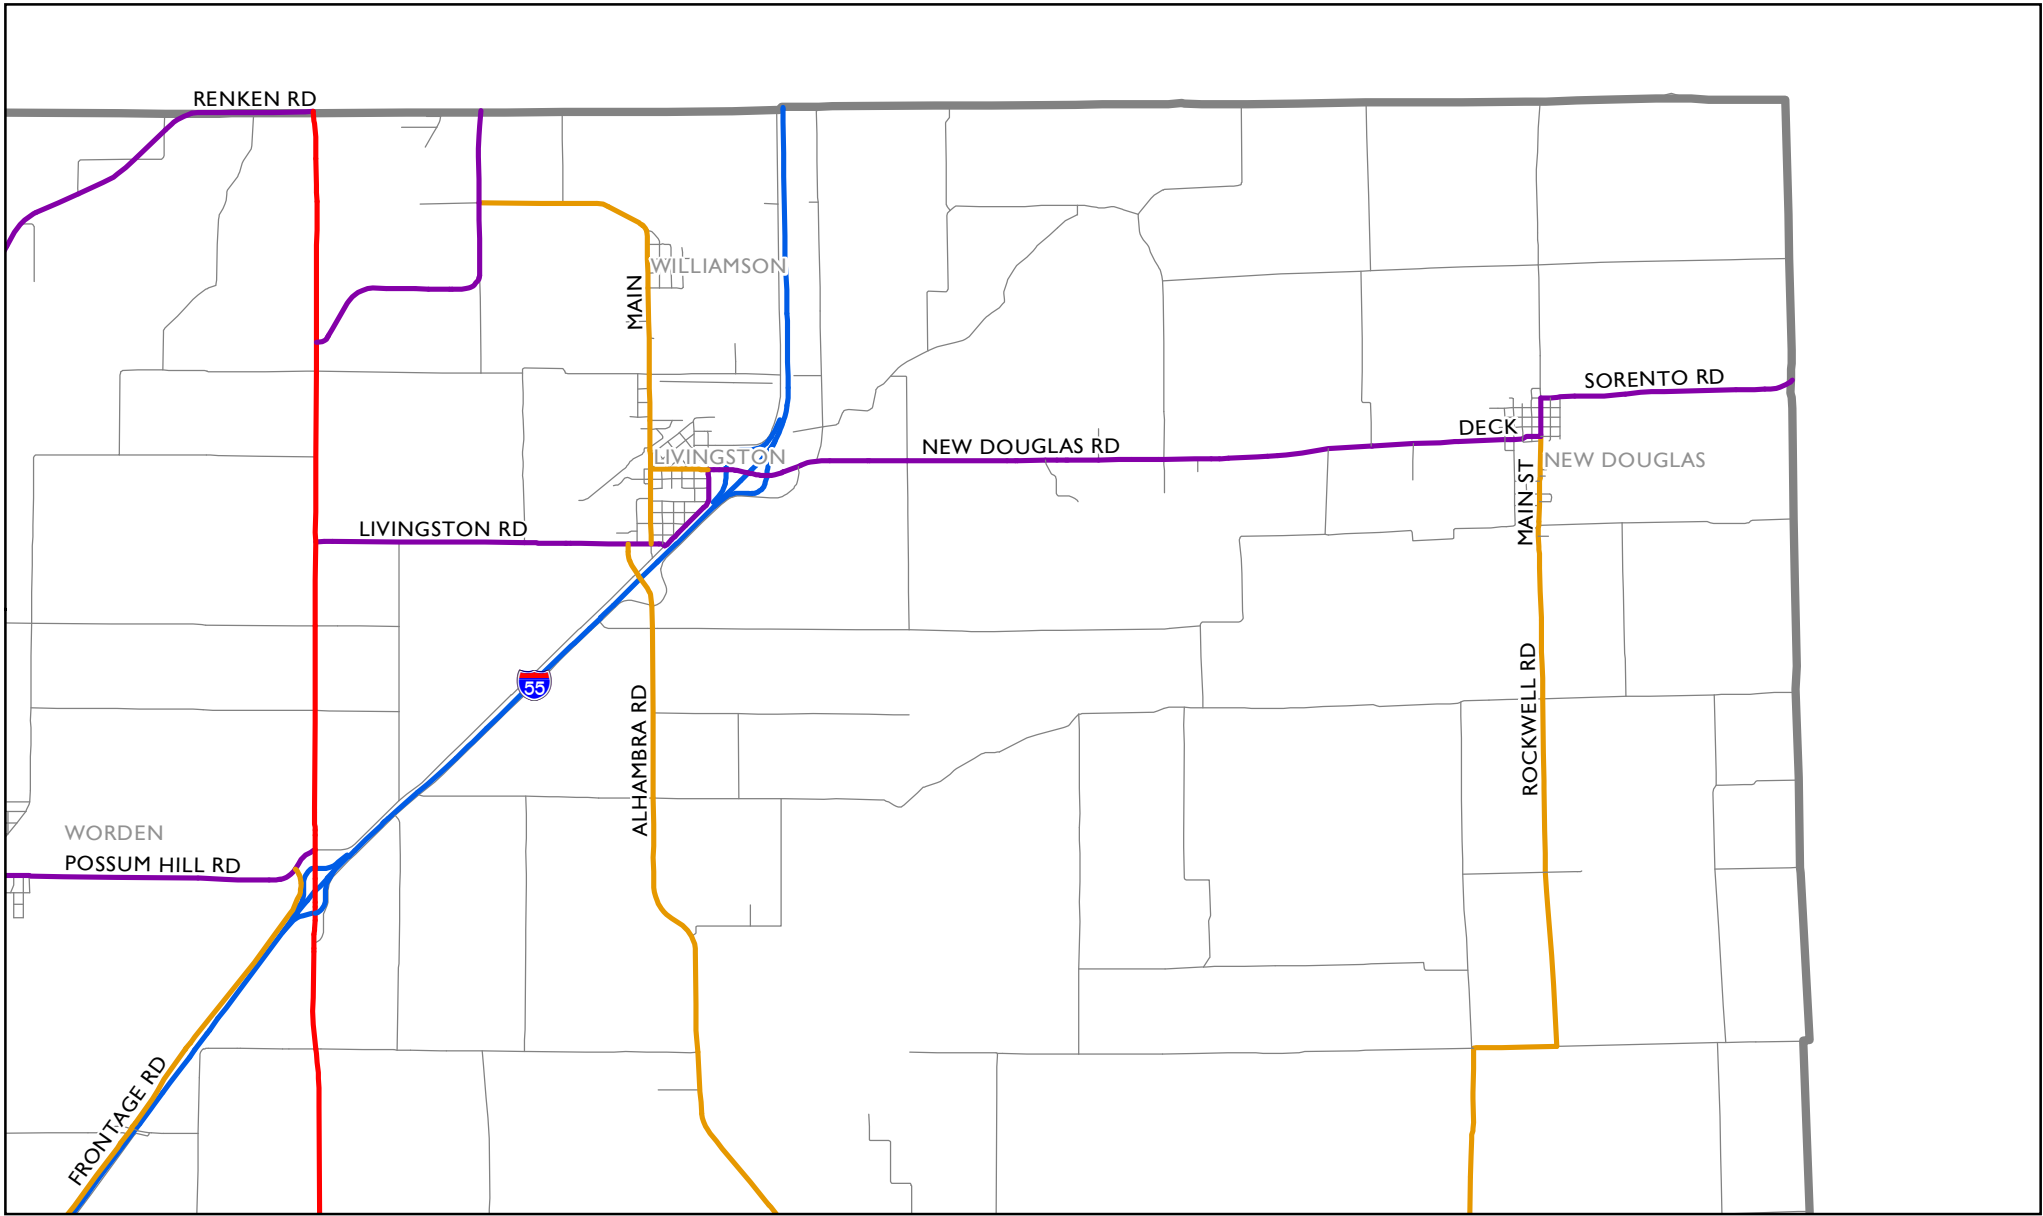 RENKEN RD
WILLIAMSON
MAIN
SORENTO RD
DECK
NEW DOUGLAS RD
LIVINGSTON
NEW DOUGLAS
MAIN ST
LIVINGSTON RD
55
ROCKWELL RD
ALHAMBRA RD
WORDEN
POSSUM HILL RD
FRONTAGE RD